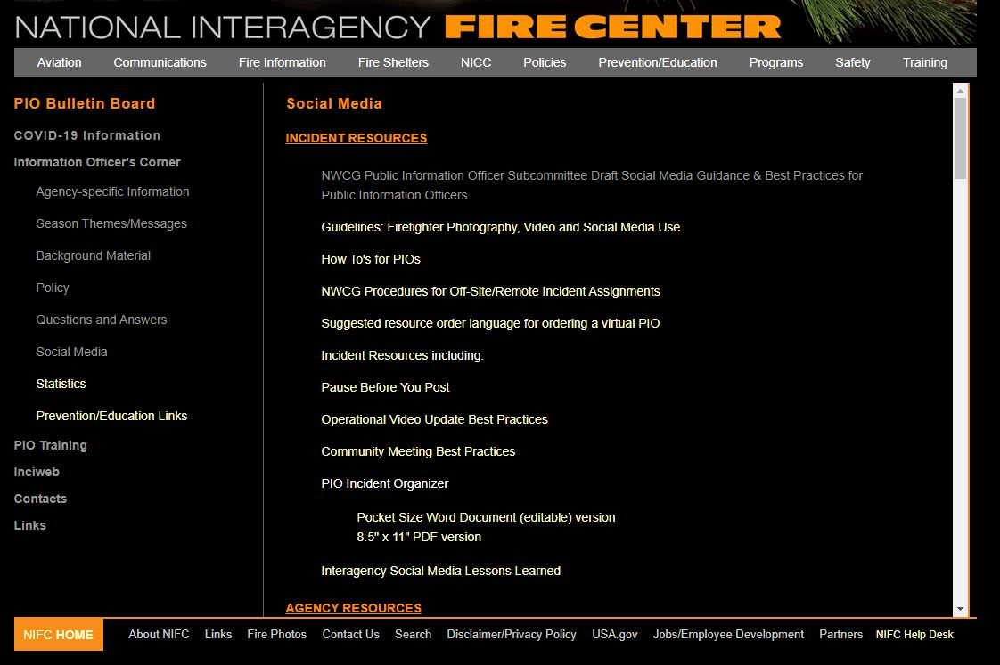 NATIONAL INTERAGENCY FIRE CENTER
Aviation Communications Fire Information Fire Shelters NICC Policies Prevention/Education Programs Safety Training
PIO Bulletin Board
COVID-19 Information
Information Officer's Corner
Agency-specific Information
Season Themes/Messages
Background Material
Policy
Questions and Answers
Social Media
Statistics
Prevention/Education Links
PIO Training
Inciweb
Contacts
Links
Social Media
INCIDENT RESOURCES
NWCG Public Information Officer Subcommittee Draft Social Media Guidance & Best Practices for
Public Information Officers
Guidelines: Firefighter Photography, Video and Social Media Use
How To's for PIOs
NWCG Procedures for Off-Site/Remote Incident Assignments
Suggested resource order language for ordering a virtual PIO
Incident Resources including:
Pause Before You Post
Operational Video Update Best Practices
Community Meeting Best Practices
PIO Incident Organizer
Pocket Size Word Document (editable) version
8.5" x 11" PDF version
Interagency Social Media Lessons Learned
AGENCY RESOURCES
NIFC HOME About NIFC Links Fire Photos Contact Us Search Disclaimer/Privacy Policy USA.gov Jobs/Employee Development Partners NIFC Help Desk